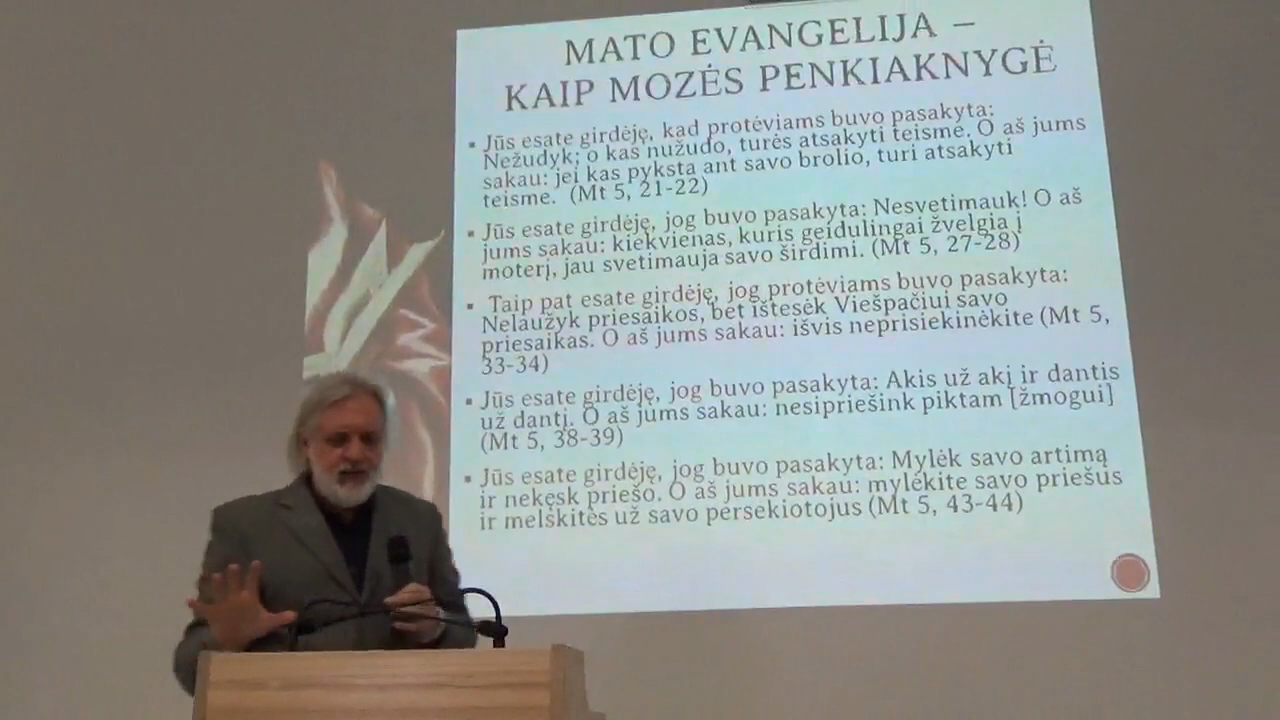 MATO EVANGELIJA –
KAIP MOZĖS PENKIAKNYGĖ
▪ Jūs esate girdėję, kad protėviams buvo pasakyta:
Nežudyk; o kas nužudo, turės atsakyti teisme. O aš jums
sakau: jei kas pyksta ant savo brolio, turi atsakyti
teisme. (Mt 5, 21-22)
▪ Jūs esate girdėję, jog buvo pasakyta: Nesvetimauk! O aš
jums sakau: kiekvienas, kuris geidulingai žvelgia į
moterį, jau svetimauja savo širdimi. (Mt 5, 27-28)
▪ Taip pat esate girdėję, jog protėviams buvo pasakyta:
Nelaužyk priesaikos, bet ištesėk Viešpačiui savo
priesaikas. O aš jums sakau: išvis neprisiekinėkite (Mt 5,
33-34)
▪ Jūs esate girdėję, jog buvo pasakyta: Akis už akį ir dantis
už dantį. O aš jums sakau: nesipriešink piktam [žmogui]
(Mt 5, 38-39)
▪ Jūs esate girdėję, jog buvo pasakyta: Mylėk savo artimą
ir nekęsk priešo. O aš jums sakau: mylėkite savo priešus
ir melskitės už savo persekiotojus (Mt 5, 43-44)